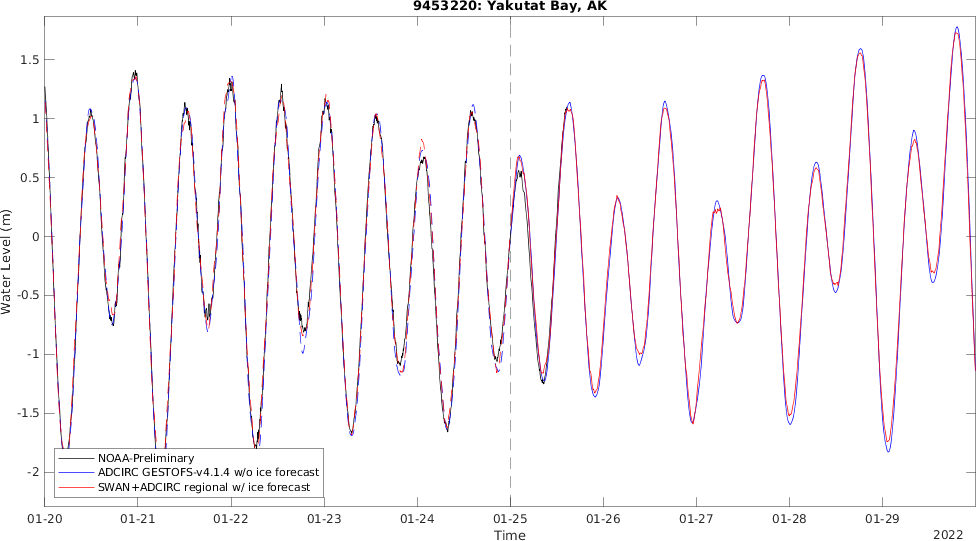 9453220: Yakutat Bay, AK
Water Level (m)
1.5
1
0.5
0
-0.5
-1
-1.5
-2
NOAA-Preliminary
ADCIRC GESTOFS-v4.1.4 w/o ice forecast
SWAN+ADCIRC regional w/ ice forecast
01-20 01-21 01-22 01-23 01-24 01-25 01-26 01-27 01-28 01-29
Time
2022